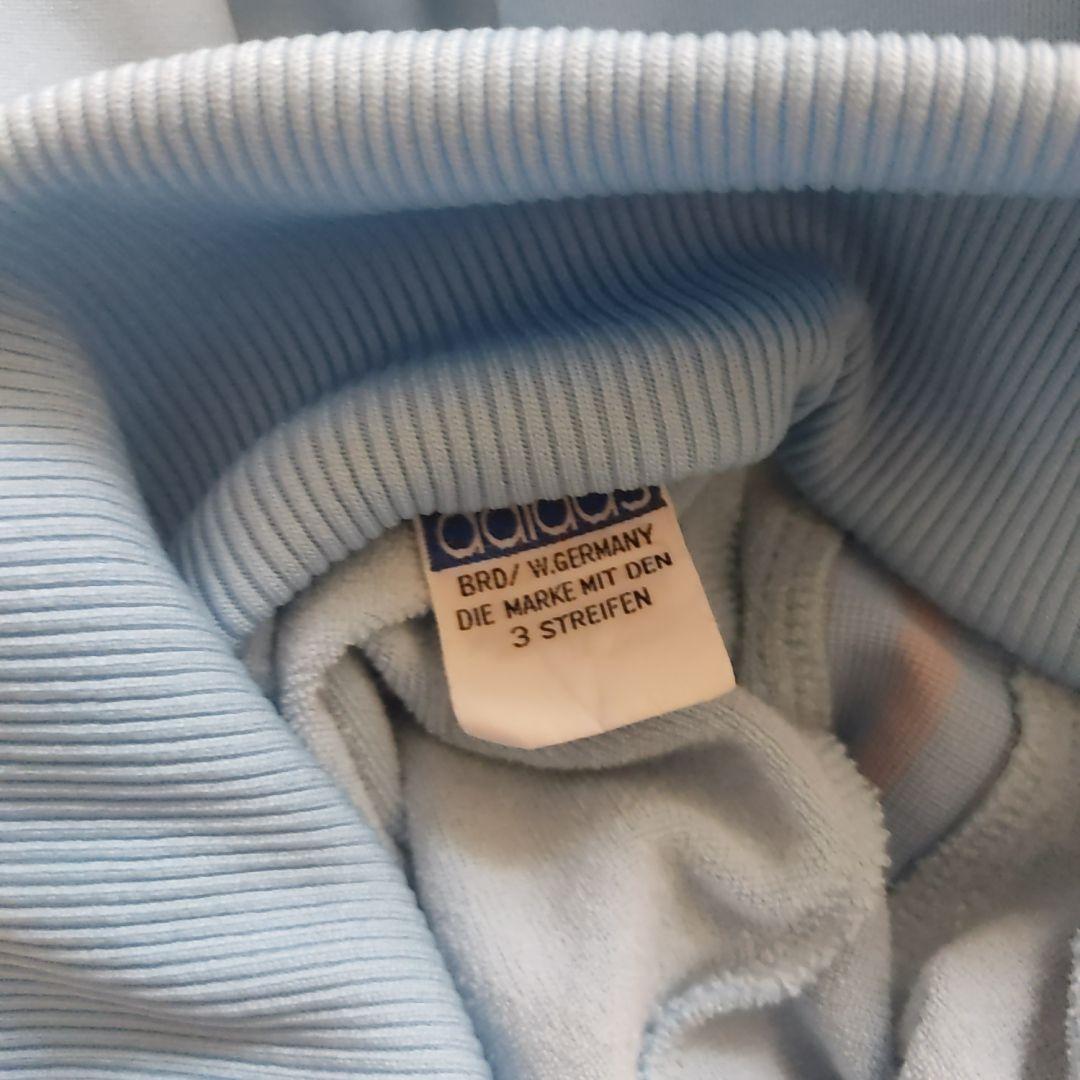 adidas
BRD/ W.GERMANY
DIE MARKE MIT DEN
3 STREIFEN